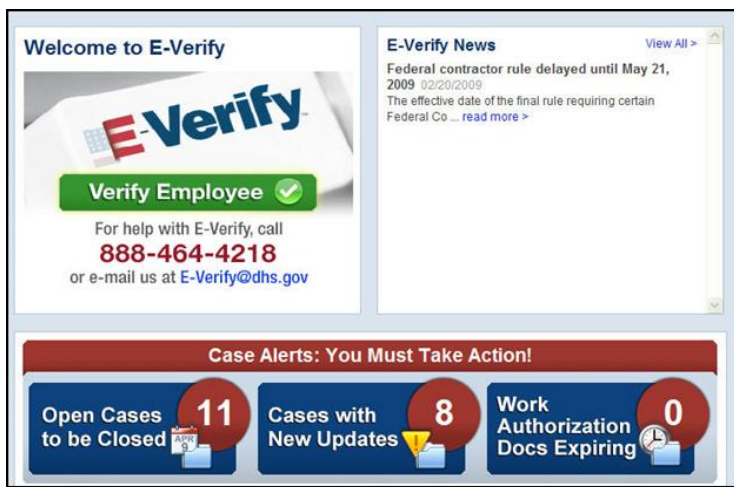 Welcome to E-Verify
E-Verify
Verify Employee
For help with E-Verify, call
888-464-4218
or e-mail us at E-Verify@dhs.gov
E-Verify News
View All >
Federal contractor rule delayed until May 21,
2009 02/20/2009
The effective date of the final rule requiring certain
Federal Co ... read more >
Case Alerts: You Must Take Action!
Open Cases
to be Closed
11
APR
9
Cases with
New Updates
8
Work
Authorization
Docs Expiring
0